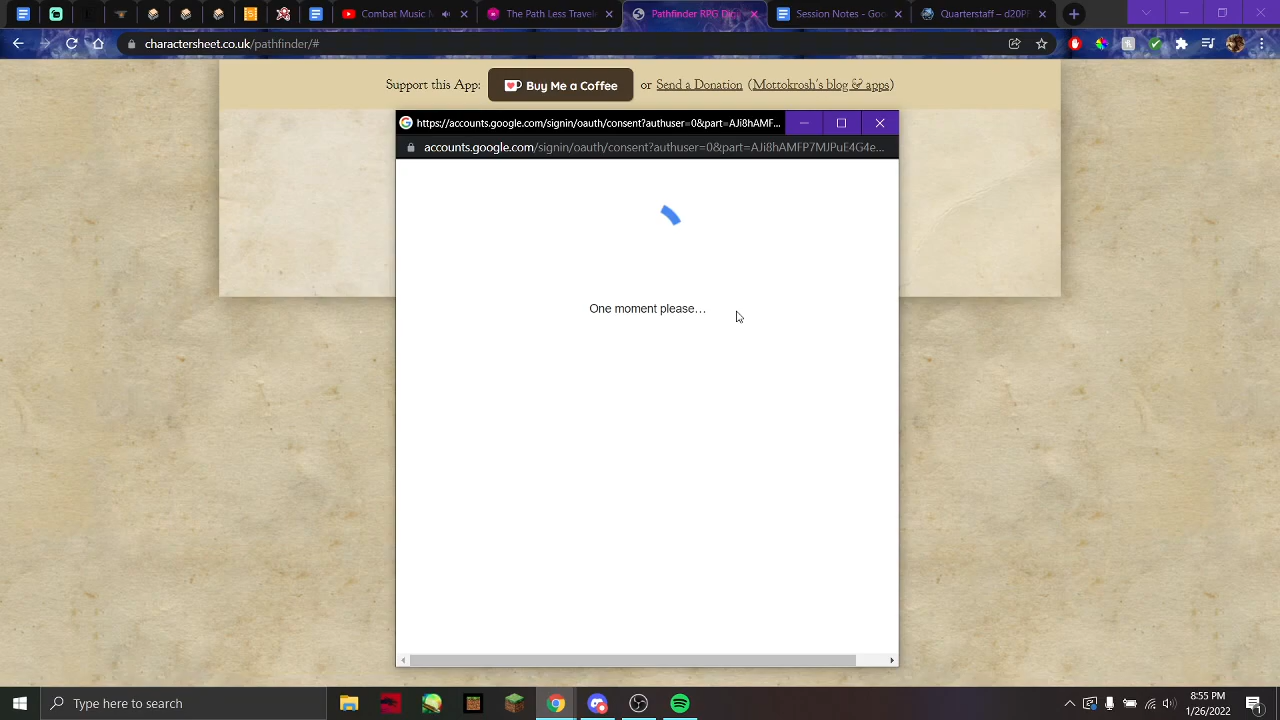 Combat Music
The Path Less Travele
Pathfinder RPG Di
Session Notes - Goo
Quarterstaff – d20PF
charactersheet.co.uk/pathfinder/#
Support this App: Buy Me a Coffee or Send a Donation (Mottokrosh's blog & apps)
https://accounts.google.com/signin/oauth/consent?authuser=0&part=AJi8hAMF...
accounts.google.com/signin/oauth/consent?authuser=0&part=AJi8hAMFP7MJPuE4G4e...
One moment please...
Type here to search
8:55 PM
1/26/2022